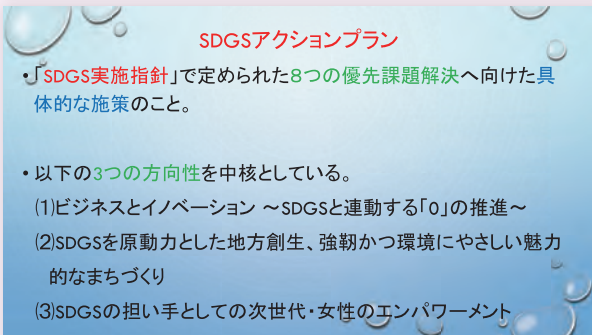 SDGSアクションプラン
・「SDGS実施指針」で定められた8つの優先課題解決へ向けた具
体的な施策のこと。
・以下の3つの方向性を中核としている。
⑴ビジネスとイノベーション ～SDGSと連動する「0」の推進～
⑵SDGSを原動力とした地方創生、強靭かつ環境にやさしい魅力
的なまちづくり
⑶SDGSの担い手としての次世代・女性のエンパワーメント